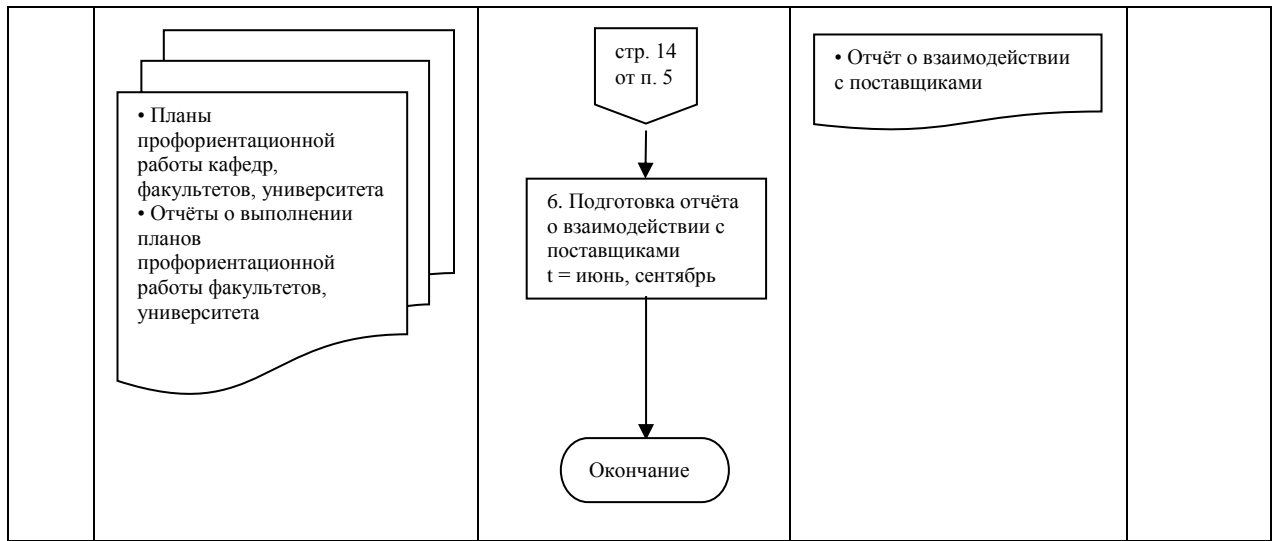 • Планы
профориентационной
работы кафедр,
факультетов, университета
• Отчёты о выполнении
планов
профориентационной
работы факультетов,
университета
стр. 14
от п. 5
6. Подготовка отчёта
о взаимодействии с
поставщиками
t = июнь, сентябрь
Окончание
• Отчёт о взаимодействии
с поставщиками